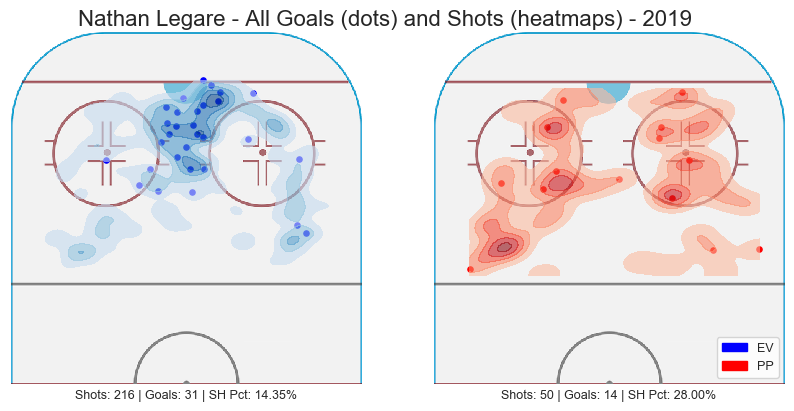 Nathan Legare - All Goals (dots) and Shots (heatmaps) - 2019
EV
PP
Shots: 216 | Goals: 31 | SH Pct: 14.35%
Shots: 50 | Goals: 14 | SH Pct: 28.00%